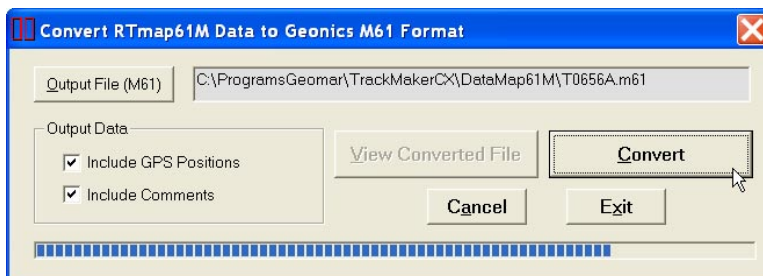 Convert RTmap61M Data to Geonics M61 Format
Output File (M61)
C:\ProgramsGeomar\TrackMakerCX\DataMap61M\T0656A.m61
Output Data
Include GPS Positions
Include Comments
View Converted File
Convert
Cancel
Exit